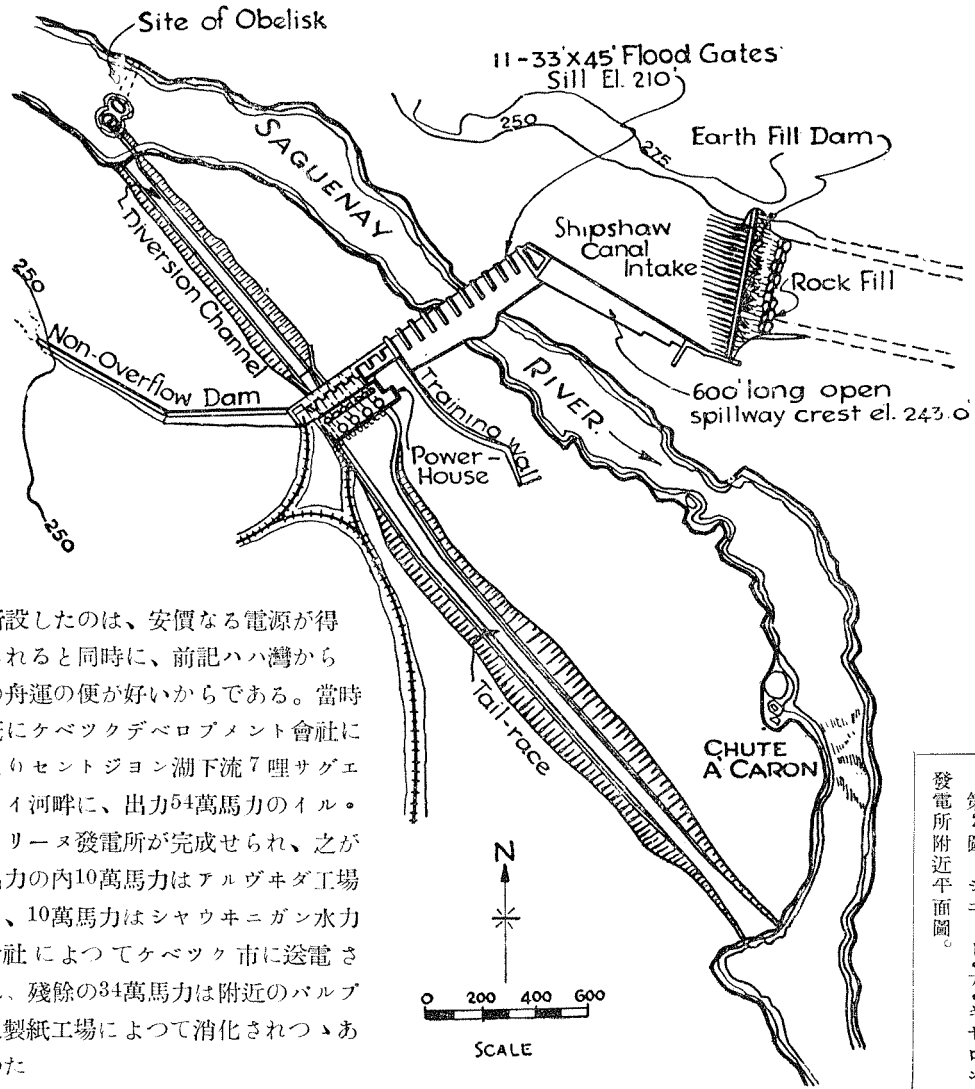 Site of Obelisk
11-33'X45' Flood Gates
Sill El. 210'
250
275
Earth Fill Dam
SAGUENAY
Shipshaw
Canal
Intake
Rock Fill
Diversion Channel
250
Non-Overflow Dam
250
Training Wall
Power-
House
RIVER.
600' long open
spillway crest el. 243.0'
Tail-race
CHUTE
À CARON
N
0 200 400 600
SCALE
設したのは、安價なる電源が得
れると同時に、前記ハハ灣から
の舟運の便が好いからである。當時
にケベツクデベロプメント會社に
りセントジヨン湖下流7哩サグエ
イ河畔に、出力54萬馬力のイル・
リーヌ發電所が完成せられ、之が
力の內10萬馬力はアルヴヰダ工場
、10萬馬力はシヤウヰニガン水力
社によつてケベツク市に送電さ
、殘餘の34萬馬力は附近のパルプ
製紙工場によつて消化されつゝあ
た
發電所附近平面圖。